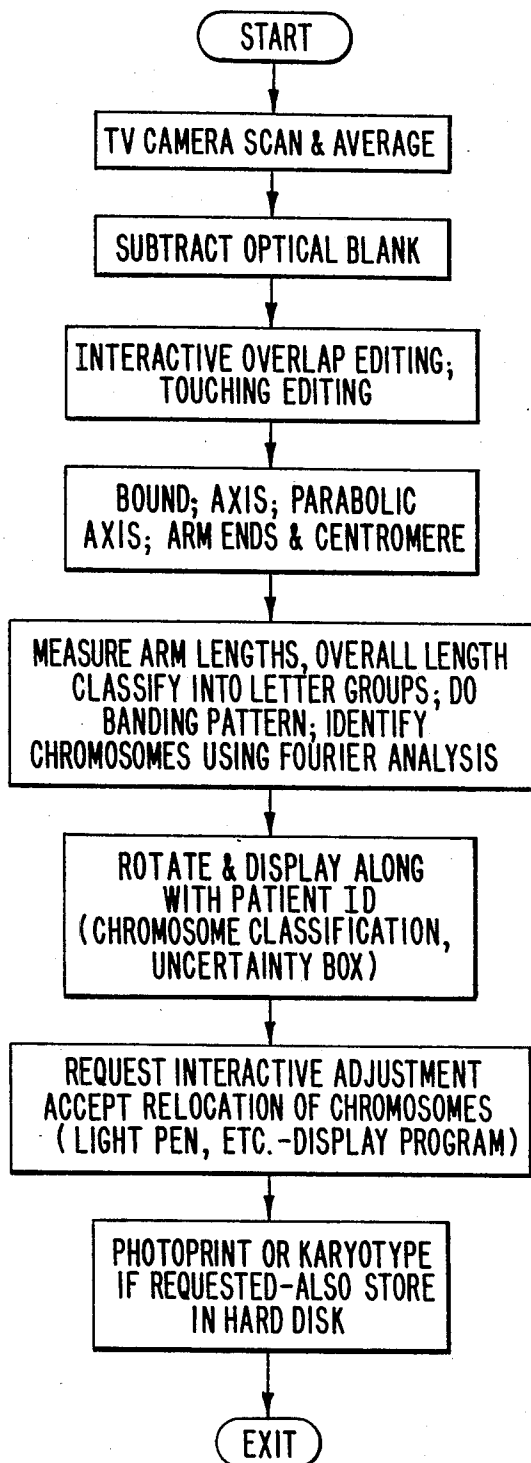 START
TV CAMERA SCAN & AVERAGE
SUBTRACT OPTICAL BLANK
INTERACTIVE OVERLAP EDITING;
TOUCHING EDITING
BOUND; AXIS; PARABOLIC
AXIS; ARM ENDS & CENTROMERE
MEASURE ARM LENGTHS, OVERALL LENGTH
CLASSIFY INTO LETTER GROUPS; DO
BANDING PATTERN; IDENTIFY
CHROMOSOMES USING FOURIER ANALYSIS
ROTATE & DISPLAY ALONG
WITH PATIENT ID
(CHROMOSOME CLASSIFICATION,
UNCERTAINTY BOX)
REQUEST INTERACTIVE ADJUSTMENT
ACCEPT RELOCATION OF CHROMOSOMES
(LIGHT PEN, ETC.-DISPLAY PROGRAM)
PHOTOPRINT OR KARYOTYPE
IF REQUESTED-ALSO STORE
IN HARD DISK
EXIT